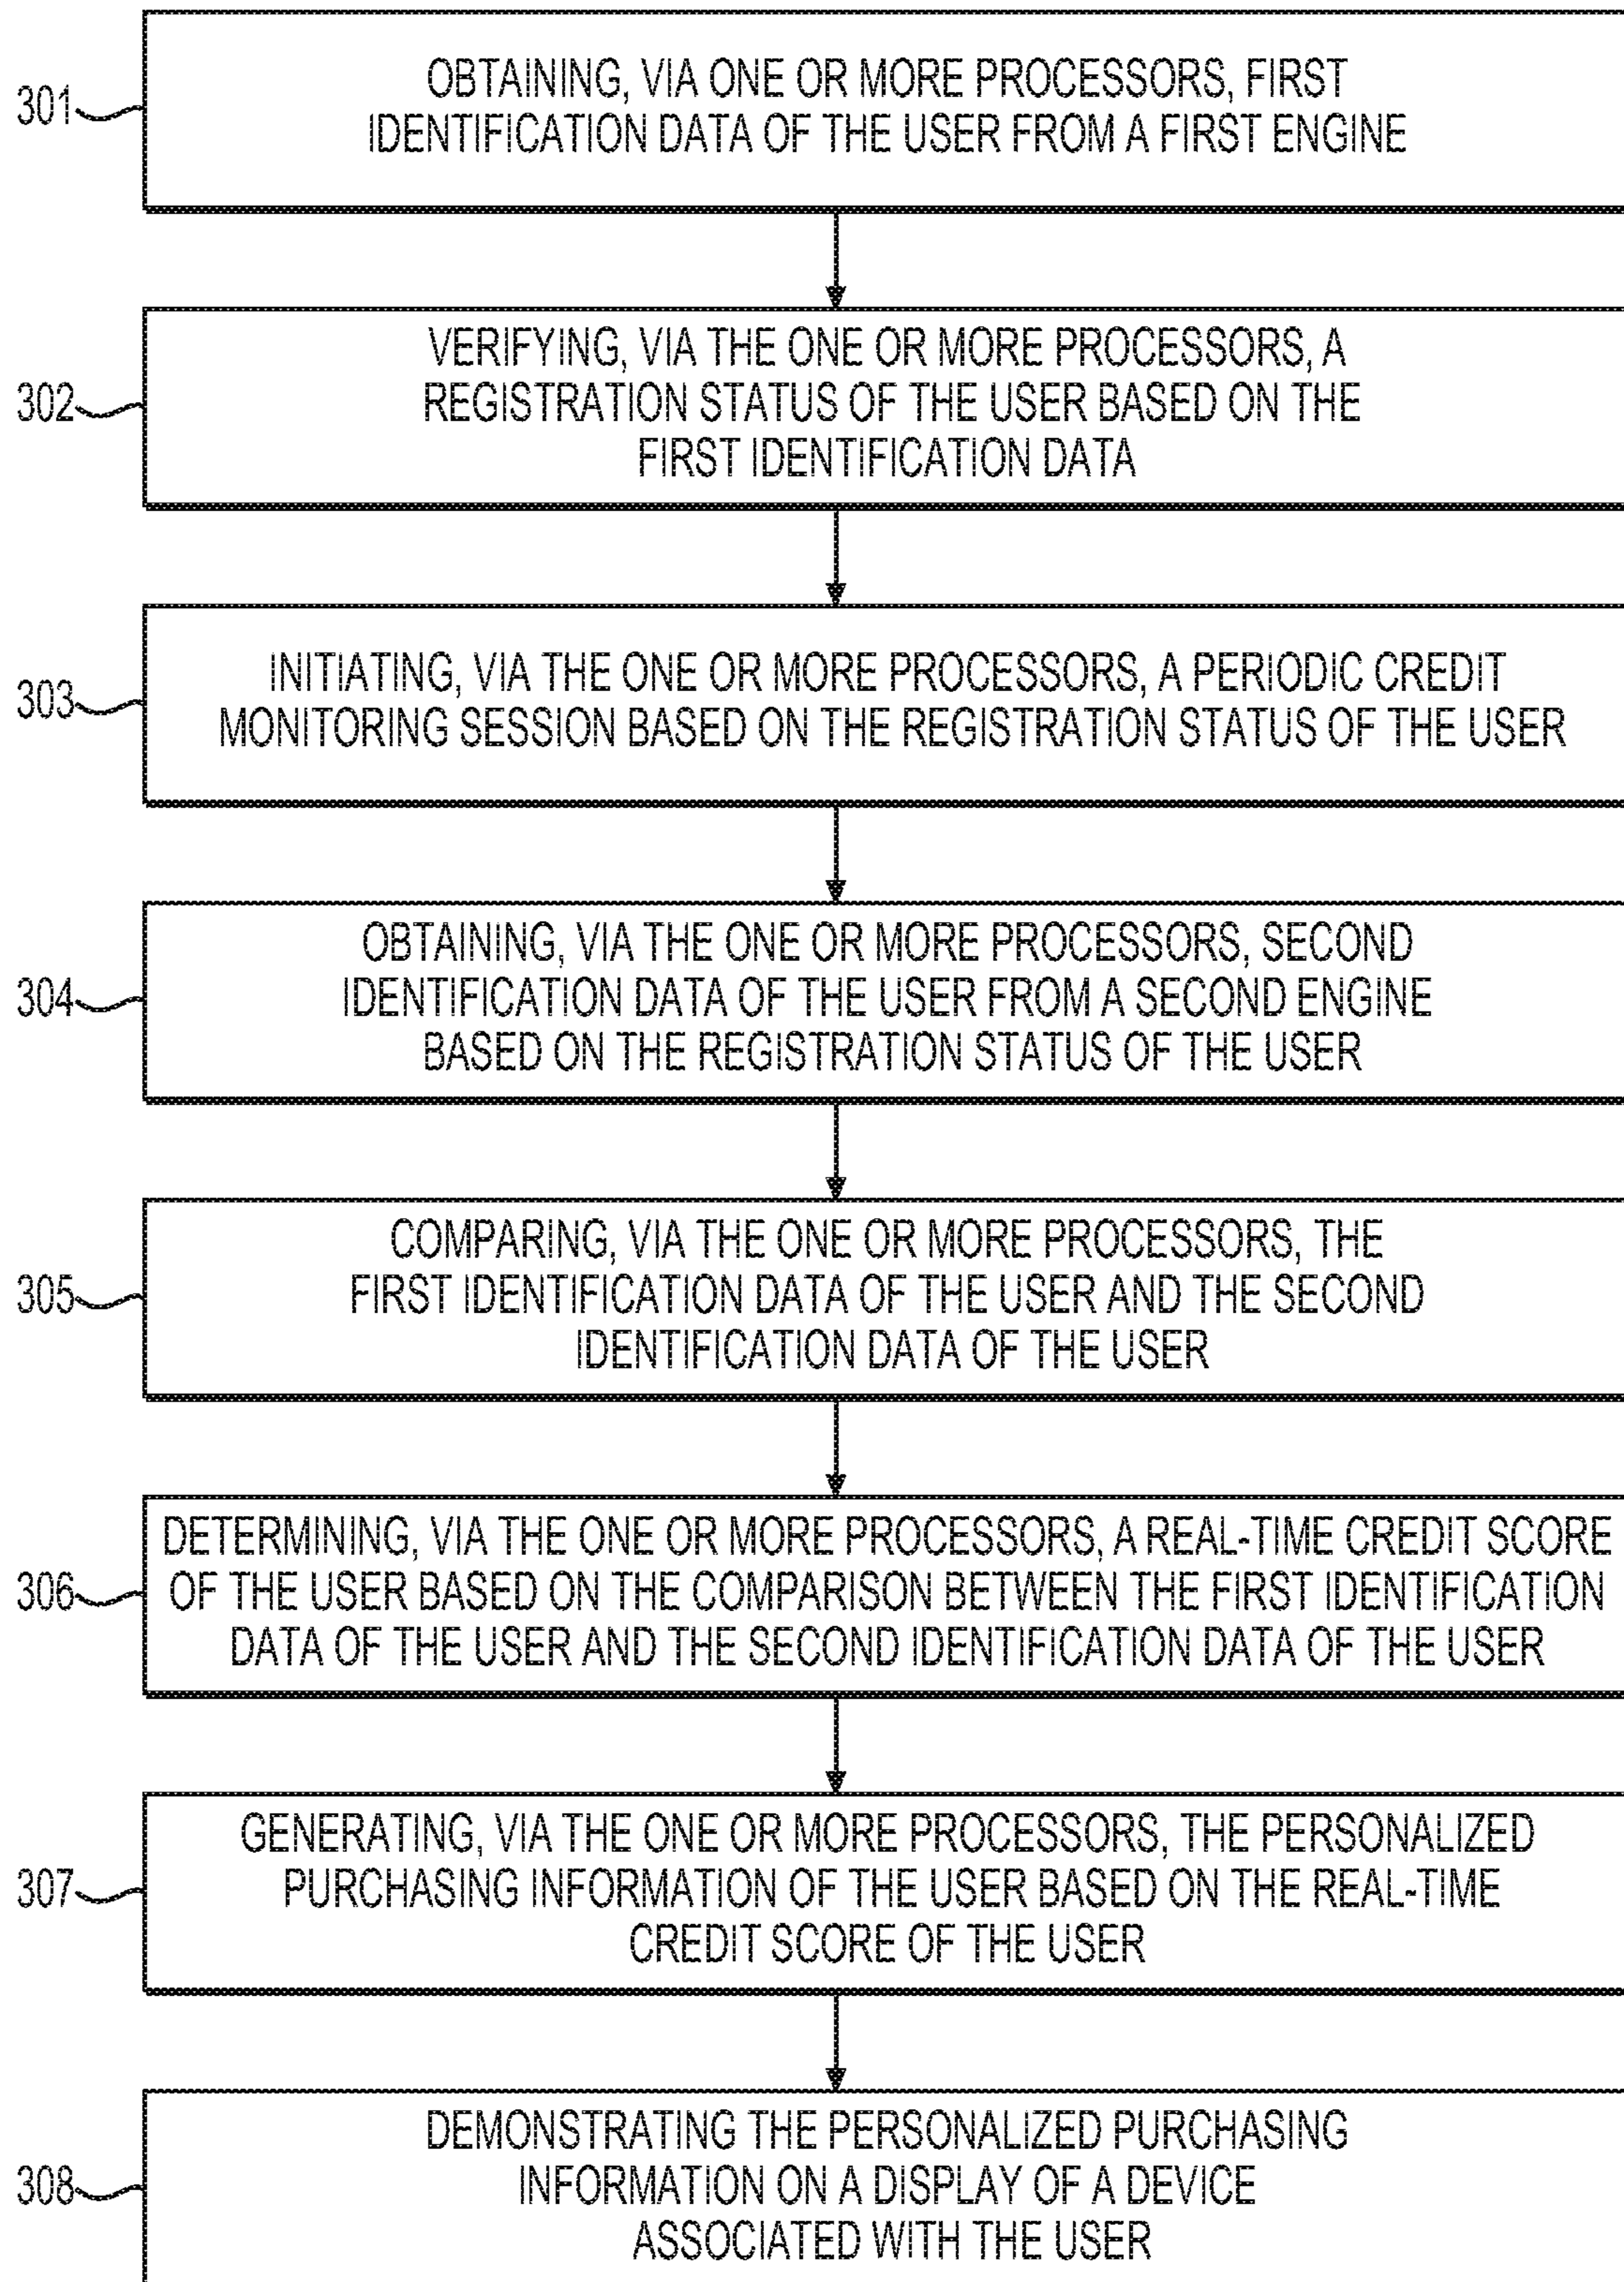 OBTAINING, VIA ONE OR MORE PROCESSORS, FIRST
301
IDENTIFICATION DATA OF THE USER FROM A FIRST ENGINE
VERIFYING, VIA THE ONE OR MORE PROCESSORS, A
302
REGISTRATION STATUS OF THE USER BASED ON THE
FIRST IDENTIFICATION DATA
INITIATING, VIA THE ONE OR MORE PROCESSORS, A PERIODIC CREDIT
303
MONITORING SESSION BASED ON THE REGISTRATION STATUS OF THE USER
OBTAINING, VIA THE ONE OR MORE PROCESSORS, SECOND
304
IDENTIFICATION DATA OF THE USER FROM A SECOND ENGINE
BASED ON THE REGISTRATION STATUS OF THE USER
COMPARING, VIA THE ONE OR MORE PROCESSORS, THE
305
FIRST IDENTIFICATION DATA OF THE USER AND THE SECOND
IDENTIFICATION DATA OF THE USER
DETERMINING, VIA THE ONE OR MORE PROCESSORS, A REAL-TIME CREDIT SCORE
306
OF THE USER BASED ON THE COMPARISON BETWEEN THE FIRST IDENTIFICATION
DATA OF THE USER AND THE SECOND IDENTIFICATION DATA OF THE USER
GENERATING, VIA THE ONE OR MORE PROCESSORS, THE PERSONALIZED
307
PURCHASING INFORMATION OF THE USER BASED ON THE REAL-TIME
CREDIT SCORE OF THE USER
DEMONSTRATING THE PERSONALIZED PURCHASING
308
INFORMATION ON A DISPLAY OF A DEVICE
ASSOCIATED WITH THE USER